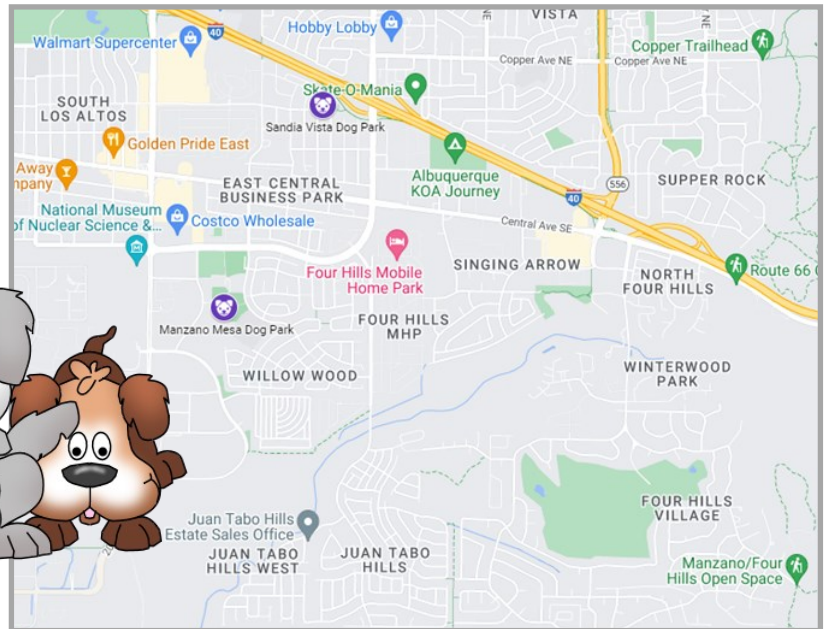 VISTA
NE
NE
Hobby Lobby
Walmart Supercenter
40
Copper Trailhead
Copper Ave NE
Copper Ave NE
Skate-O-Mania
SOUTH
LOS ALTOS
Sandia Vista Dog Park
Golden Pride East
Away
mpany
Albuquerque
KOA Journey
EAST CENTRAL
BUSINESS PARK
556
SUPPER ROCK
40
National Museum
of Nuclear Science &...
Costco Wholesale
Central Ave SE
Four Hills Mobile
Home Park
SINGING ARROW
NORTH
FOUR HILLS
Route 66
Manzano Mesa Dog Park
FOUR HILLS
MHP
WILLOW WOOD
WINTERWOOD
PARK
FOUR HILLS
VILLAGE
Juan Tabo Hills
Estate Sales Office
JUAN TABO
HILLS WEST
JUAN TABO
HILLS
Manzano/Four
Hills Open Space